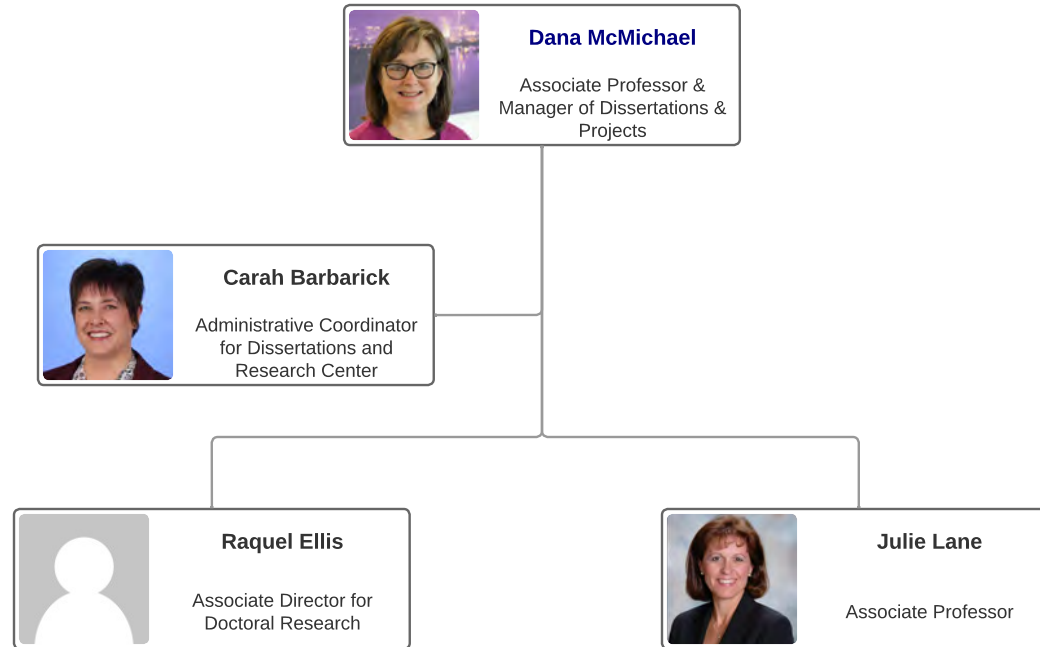 Dana McMichael
Associate Professor &
Manager of Dissertations &
Projects
Carah Barbarick
Administrative Coordinator
for Dissertations and
Research Center
Raquel Ellis
Associate Director for
Doctoral Research
Julie Lane
Associate Professor